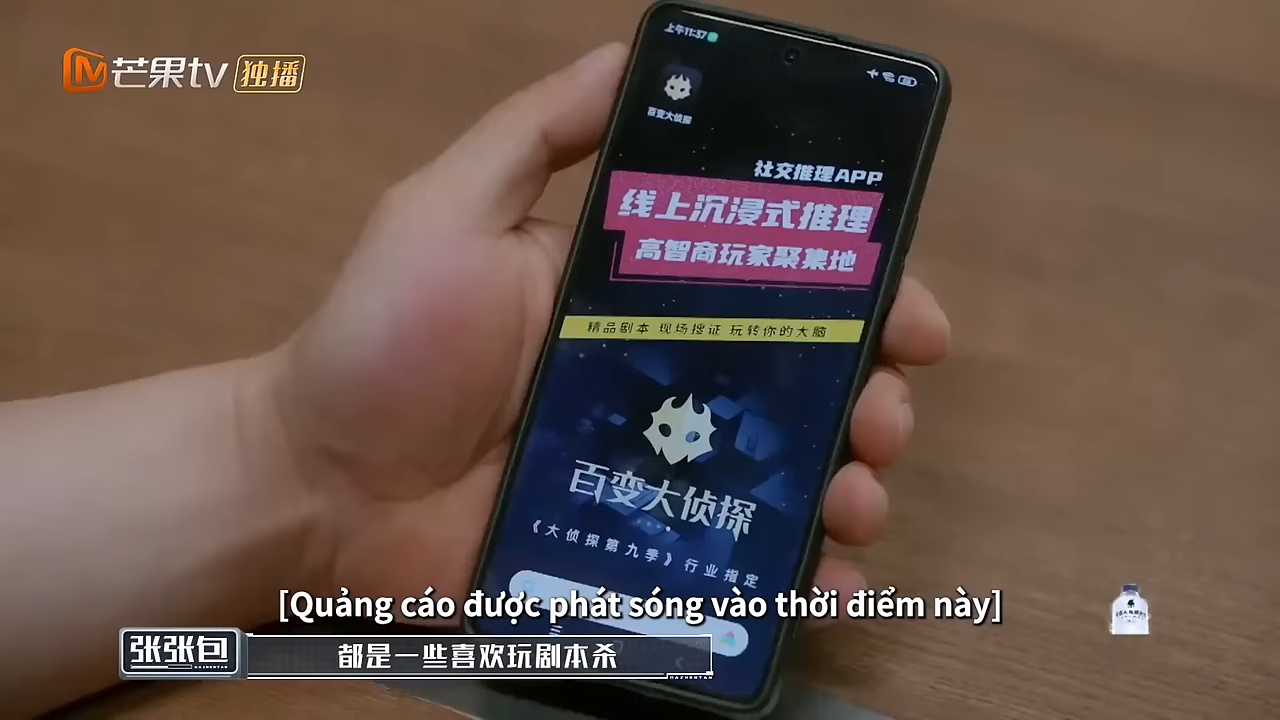 芒果tv 独播
上午11:37
百变大侦探
社交推理APP
线上沉浸式推理
高智商玩家聚集地
精品剧本 现场搜证 玩转你的大脑
百变大侦探
《大侦探第九季》行业指定
[Quảng cáo được phát sóng vào thời điểm này]
张张包
都是一些喜欢玩剧本杀
DAZHENTAN